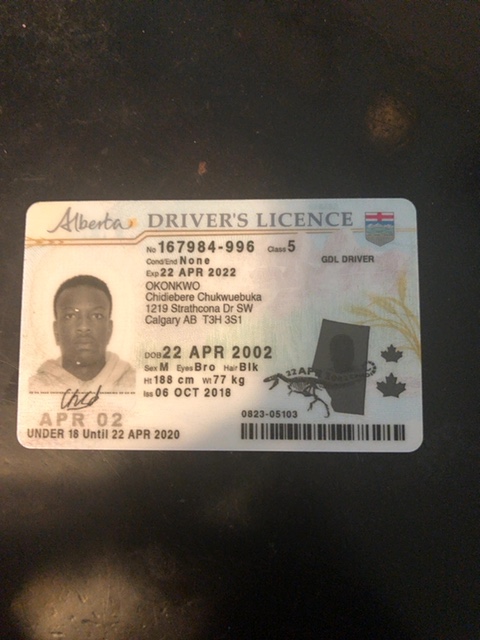 Alberta DRIVER'S LICENCE
No 167984-996 Class 5
Cond/End None
GDL DRIVER
Exp 22 APR 2022
OKONKWO
Chidiebere Chukwuebuka
1219 Strathcona Dr SW
Calgary AB T3H 3S1
DOB 22 APR 2002
Sex M Eyes Bro Hair Blk
Ht 188 cm Wt 77 kg
Iss 06 OCT 2018
APR 02
0823-05103
UNDER 18 Until 22 APR 2020